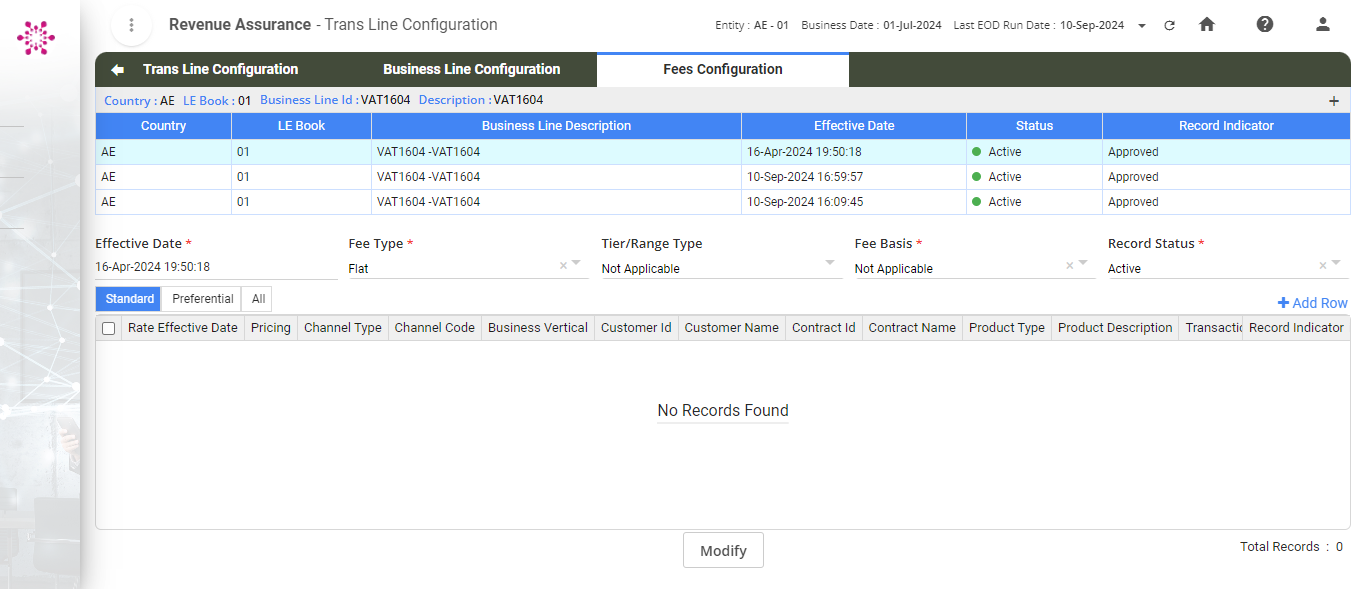 Revenue Assurance - Trans Line Configuration
Entity : AE - 01 Business Date : 01-Jul-2024 Last EOD Run Date : 10-Sep-2024
Trans Line Configuration Business Line Configuration Fees Configuration
Country : AE LE Book : 01 Business Line Id : VAT1604 Description : VAT1604 +
Country LE Book Business Line Description Effective Date Status Record Indicator
AE 01 VAT1604 -VAT1604 16-Apr-2024 19:50:18 Active Approved
AE 01 VAT1604 -VAT1604 10-Sep-2024 16:59:57 Active Approved
AE 01 VAT1604 -VAT1604 10-Sep-2024 16:09:45 Active Approved
Effective Date * Fee Type * Tier/Range Type Fee Basis * Record Status *
16-Apr-2024 19:50:18 Flat × Not Applicable Not Applicable × Active ×
Standard Preferential All
+ Add Row
Rate Effective Date Pricing Channel Type Channel Code Business Vertical Customer Id Customer Name Contract Id Contract Name Product Type Product Description Transactic Record Indicator
No Records Found
Modify
Total Records : 0